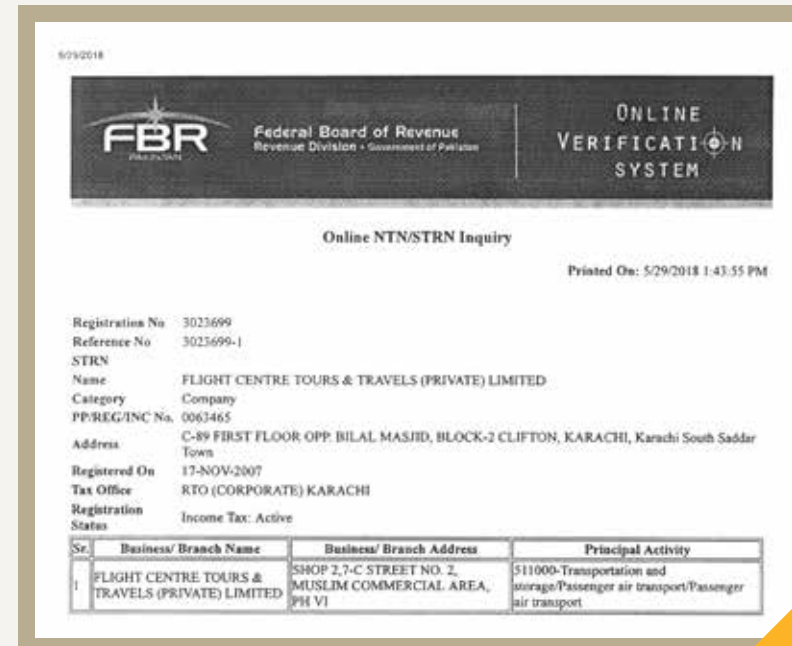 5/29/2018
FBR
PAKISTAN
Federal Board of Revenue
Revenue Division • Government of Pakistan
ONLINE
VERIFICATION
SYSTEM
Online NTN/STRN Inquiry
Printed On: 5/29/2018 1:43:55 PM
Registration No 3023699
Reference No 3023699-1
STRN
Name FLIGHT CENTRE TOURS & TRAVELS (PRIVATE) LIMITED
Category Company
PP/REG/INC No. 0063465
Address C-89 FIRST FLOOR OPP. BILAL MASJID, BLOCK-2 CLIFTON, KARACHI, Karachi South Saddar
Town
Registered On 17-NOV-2007
Tax Office RTO (CORPORATE) KARACHI
Registration
Status Income Tax: Active
Sr. Business/ Branch Name Business/ Branch Address Principal Activity
1 FLIGHT CENTRE TOURS &
TRAVELS (PRIVATE) LIMITED
SHOP 2,7-C STREET NO. 2,
MUSLIM COMMERCIAL AREA,
PH VI
511000-Transportation and
storage/Passenger air transport/Passenger
air transport